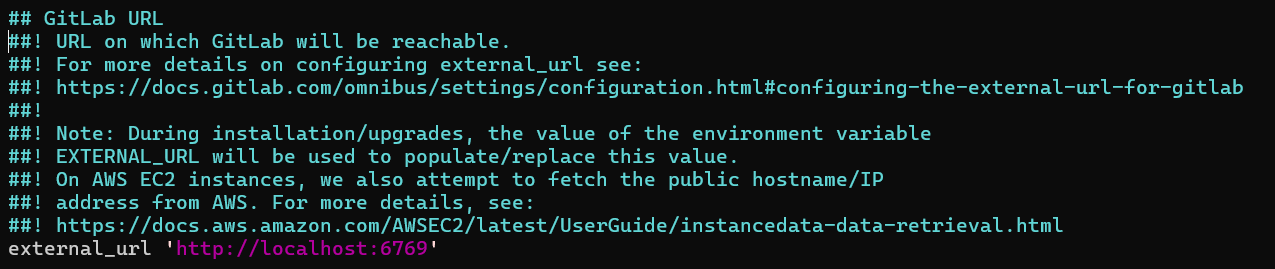 ## GitLab URL
##! URL on which GitLab will be reachable.
##! For more details on configuring external_url see:
##! https://docs.gitlab.com/omnibus/settings/configuration.html#configuring-the-external-url-for-gitlab
##!
##! Note: During installation/upgrades, the value of the environment variable
##! EXTERNAL_URL will be used to populate/replace this value.
##! On AWS EC2 instances, we also attempt to fetch the public hostname/IP
##! address from AWS. For more details, see:
##! https://docs.aws.amazon.com/AWSEC2/latest/UserGuide/instancedata-data-retrieval.html
external_url 'http://localhost:6769'